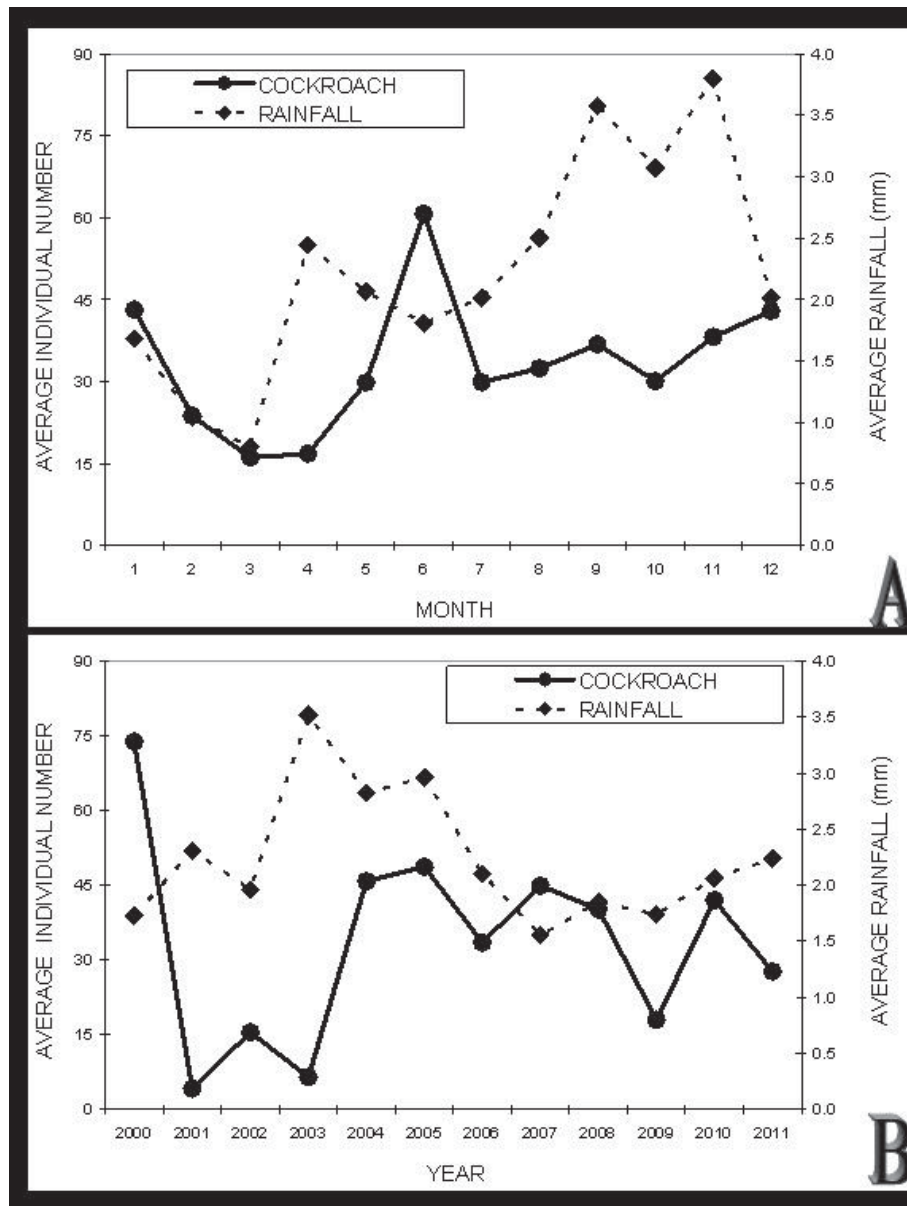 90
75
60
45
30
15
0
AVERAGE INDIVIDUAL NUMBER
COCKROACH
RAINFALL
4.0
3.5
3.0
2.5
2.0
1.5
1.0
0.5
0.0
AVERAGE RAINFALL (mm)
1 2 3 4 5 6 7 8 9 10 11 12
MONTH
A
90
75
60
45
30
15
0
AVERAGE INDIVIDUAL NUMBER
COCKROACH
RAINFALL
4.0
3.5
3.0
2.5
2.0
1.5
1.0
0.5
0.0
AVERAGE RAINFALL (mm)
2000 2001 2002 2003 2004 2005 2006 2007 2008 2009 2010 2011
YEAR
B